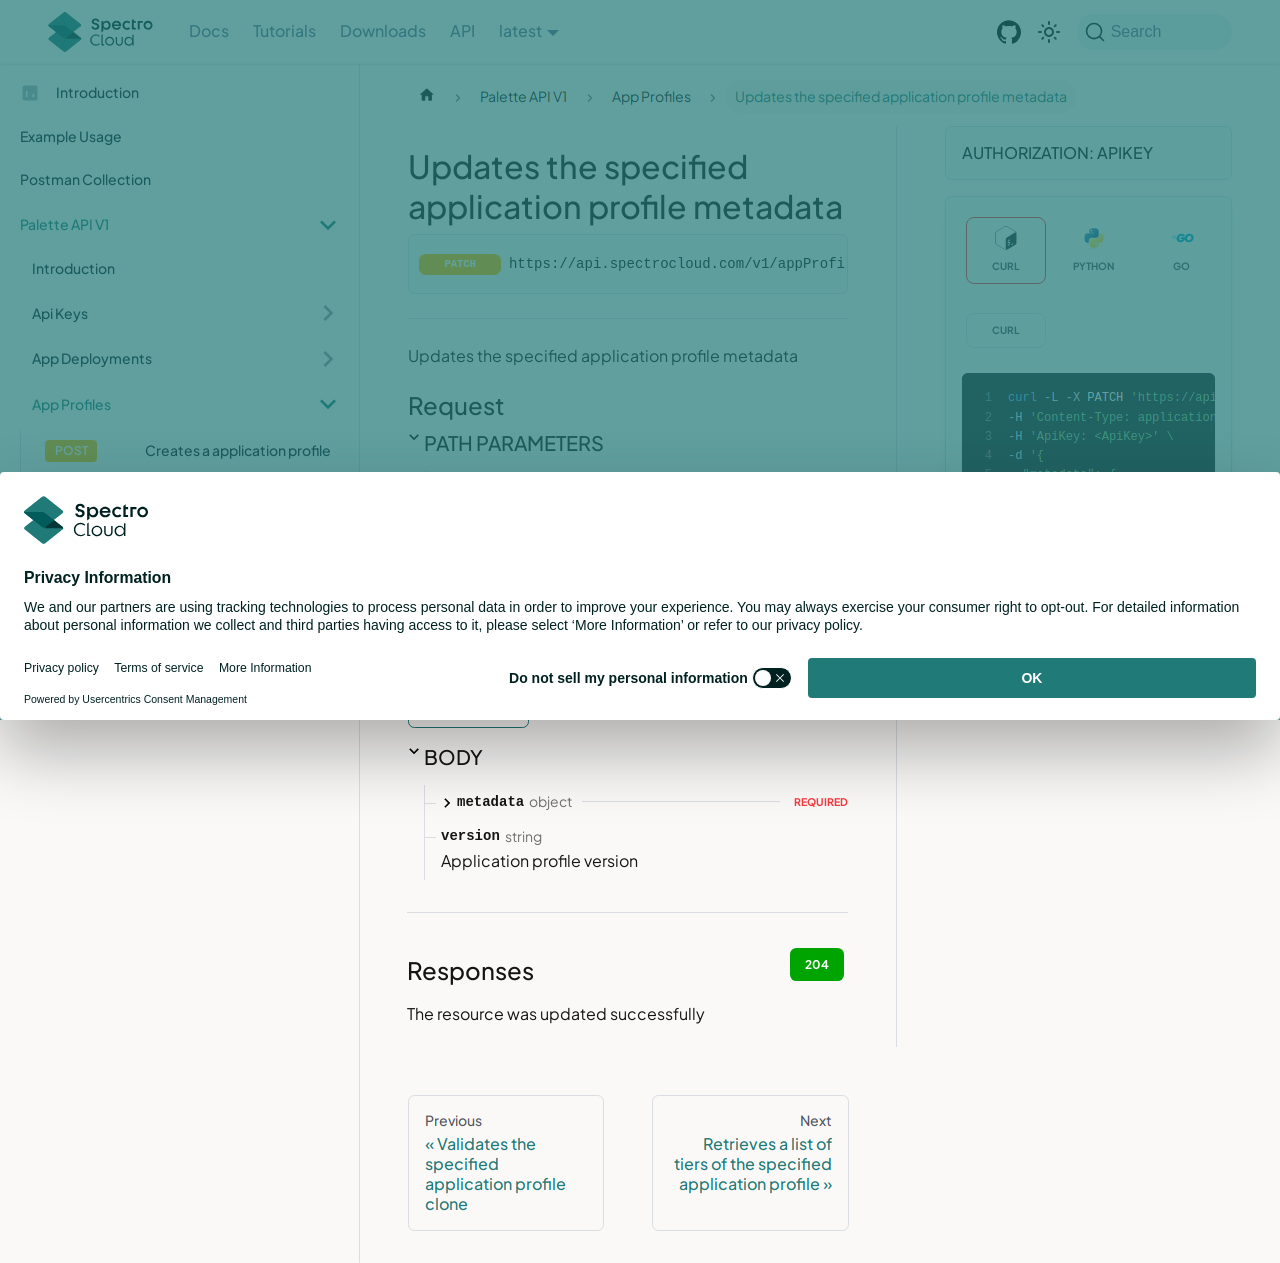 Spectro
Cloud
Docs
Tutorials
Downloads
API
latest
Search
Introduction
Example Usage
Postman Collection
Palette API V1
Introduction
Api Keys
App Deployments
App Profiles
POST
Creates a application profile
Palette API V1
App Profiles
Updates the specified application profile metadata
Updates the specified
application profile metadata
PATCH
https://api.spectrocloud.com/v1/appProfi
Updates the specified application profile metadata
Request
PATH PARAMETERS
AUTHORIZATION: APIKEY
CURL
PYTHON
GO
CURL
1 curl -L -X PATCH 'https://api
2 -H 'Content-Type: application
3 -H 'ApiKey: <ApiKey>' \
4 -d '{
Spectro
Cloud
Privacy Information
We and our partners are using tracking technologies to process personal data in order to improve your experience. You may always exercise your consumer right to opt-out. For detailed information
about personal information we collect and third parties having access to it, please select ‘More Information’ or refer to our privacy policy.
Privacy policy
Terms of service
More Information
Do not sell my personal information
OK
Powered by Usercentrics Consent Management
BODY
metadata object
REQUIRED
version string
Application profile version
Responses
204
The resource was updated successfully
Previous
« Validates the
specified
application profile
clone
Next
Retrieves a list of
tiers of the specified
application profile »